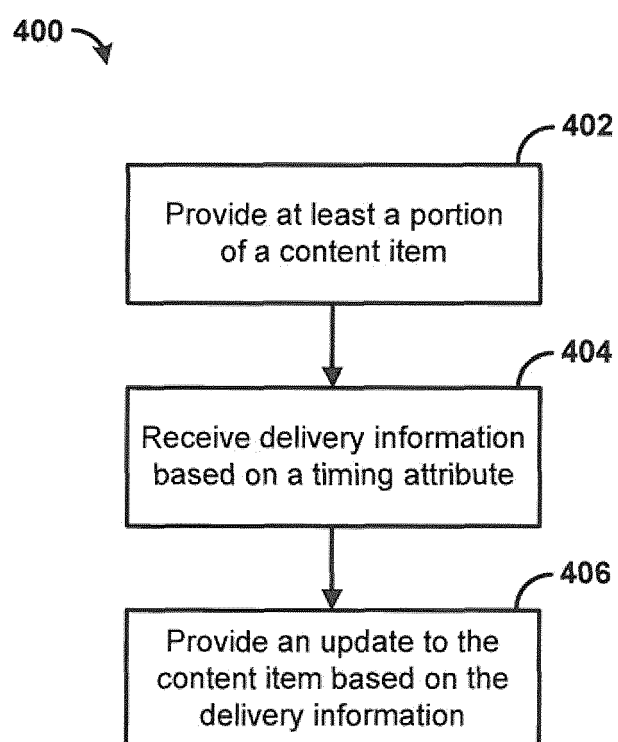 400
402
Provide at least a portion
of a content item
404
Receive delivery information
based on a timing attribute
406
Provide an update to the
content item based on the
delivery information